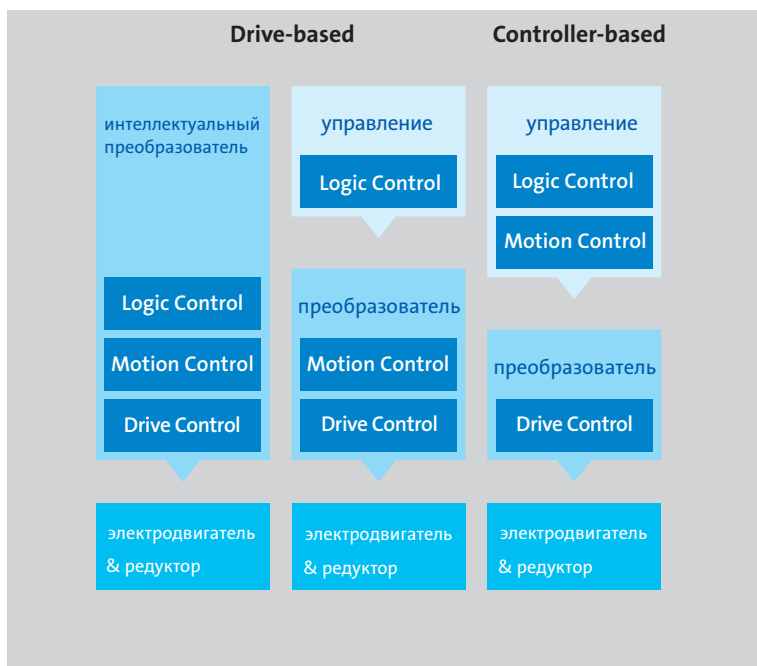 Drive-based
Controller-based
интеллектуальный
преобразователь
Logic Control
Motion Control
Drive Control
электродвигатель
& редуктор
управление
Logic Control
преобразователь
Motion Control
Drive Control
электродвигатель
& редуктор
управление
Logic Control
Motion Control
преобразователь
Drive Control
электродвигатель
& редуктор